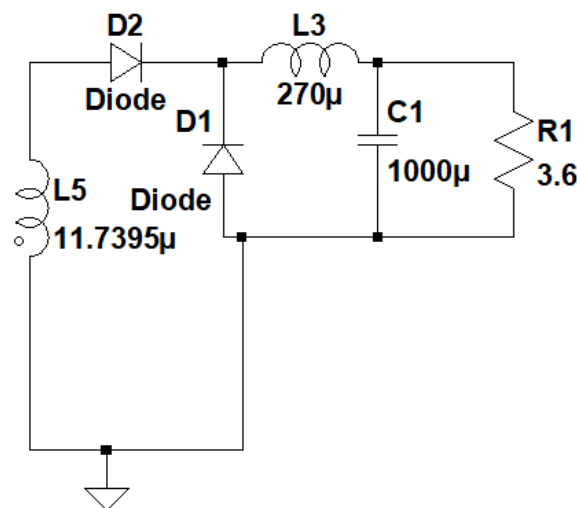 D2
Diode
L3
270µ
D1
Diode
C1
1000µ
R1
3.6
L5
11.7395µ